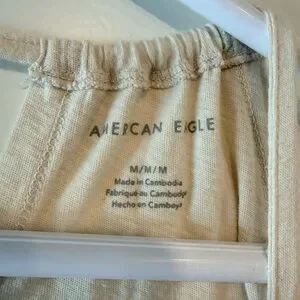 AMERICAN EAGLE
M/M/M
Made in Cambodia
Fabriqué au Cambodge
Hecho en Camboya